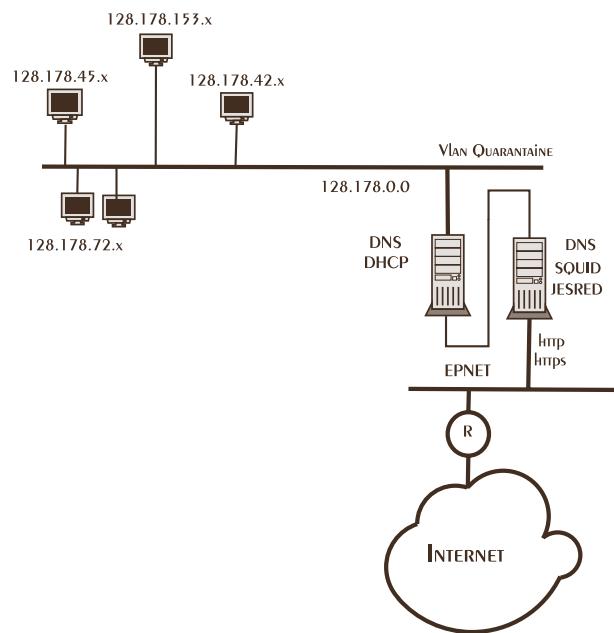 128.178.153.x
128.178.45.x
128.178.42.x
Vlan Quarantaine
128.178.0.0
128.178.72.x
DNS
DHCP
DNS
SQUID
JESRED
http
https
EPNET
R
Internet